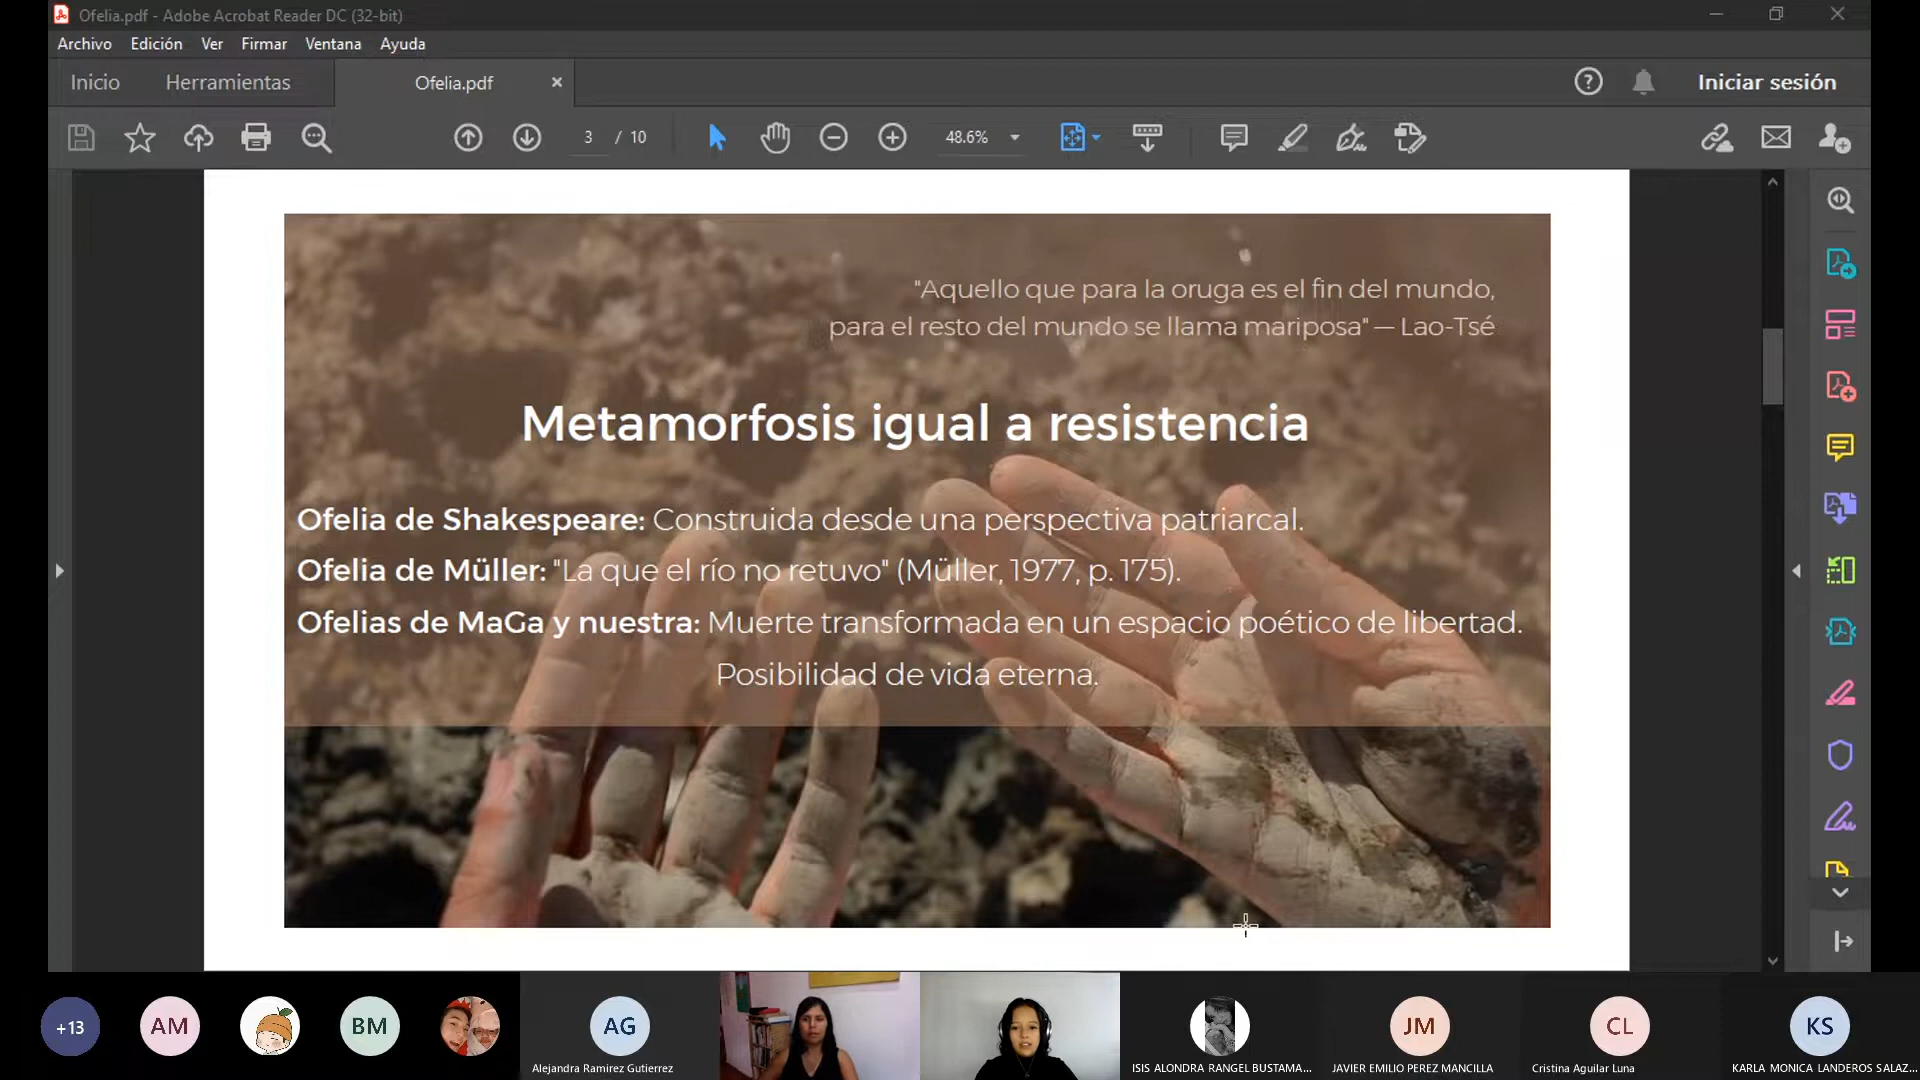 Ofelia.pdf - Adobe Acrobat Reader DC (32-bit)
Archivo Edición Ver Firmar Ventana Ayuda
Inicio Herramientas Ofelia.pdf Iniciar sesión
3 / 10 48.6%
"Aquello que para la oruga es el fin del mundo,
para el resto del mundo se llama mariposa" — Lao-Tsé
Metamorfosis igual a resistencia
Ofelia de Shakespeare: Construida desde una perspectiva patriarcal.
Ofelia de Müller: "La que el río no retuvo" (Müller, 1977, p. 175).
Ofelias de MaGa y nuestra: Muerte transformada en un espacio poético de libertad.
Posibilidad de vida eterna.
+13 AM BM AG JM CL KS
Alejandra Ramirez Gutierrez ISIS ALONDRA RANGEL BUSTAMA... JAVIER EMILIO PEREZ MANCILLA Cristina Aguilar Luna KARLA MONICA LANDEROS SALAZ...